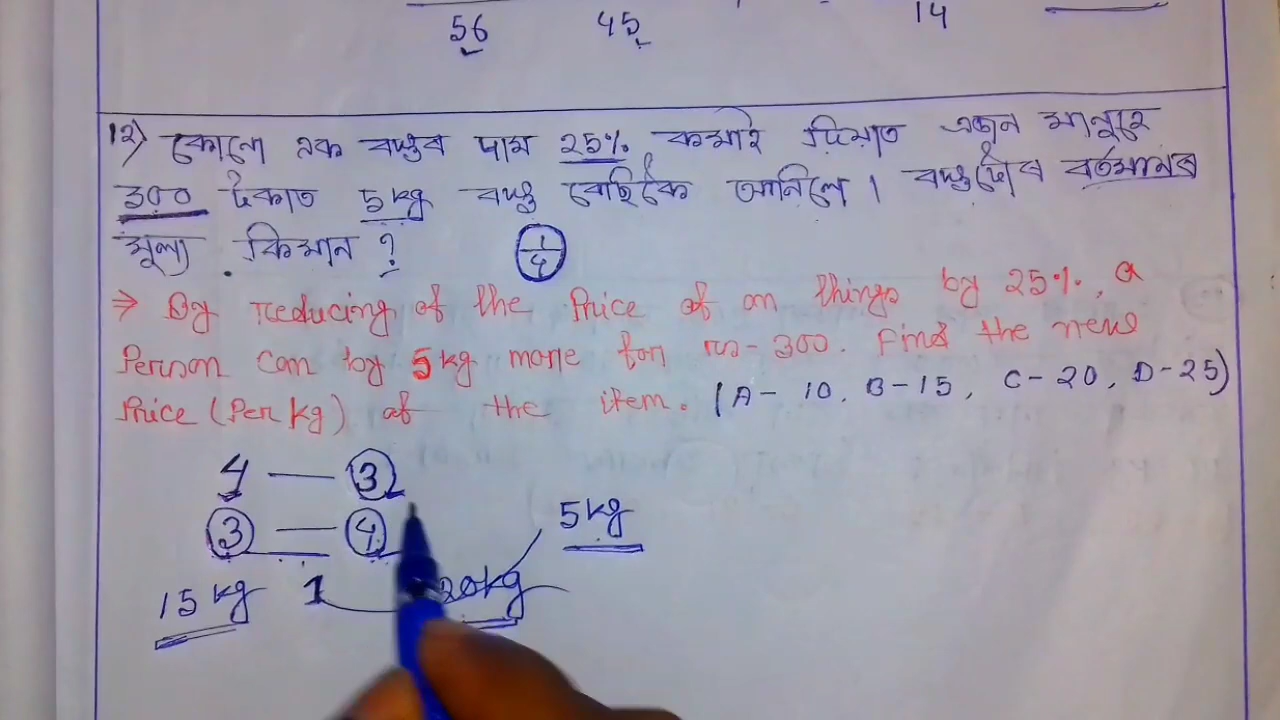 56 45 14
12) কোনো এক বস্তুৰ দাম 25% কমাই দিয়াত এজন মানুহে
300 টকাত 5kg বস্তু বেছিকৈ আনিলে। বস্তুটোৰ বৰ্তমানৰ
মূল্য কিমান ?
1/4
⇒ By reducing of the Price of an things by 25%, a
Person can by 5kg more for rs-300. Find the new
Price (Per kg) of the item. (A- 10, B-15, C-20, D-25)
4 — 3
3 — 4
5kg
15 kg 1 20kg